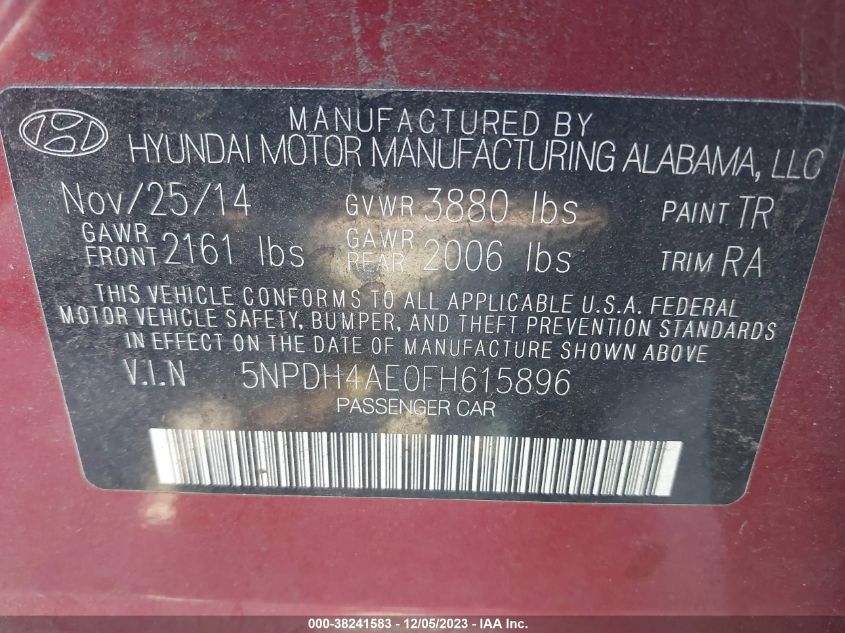 MANUFACTURED BY
HYUNDAI MOTOR MANUFACTURING ALABAMA, LLC
Nov/25/14 GVWR 3880 lbs PAINT TR
GAWR FRONT 2161 lbs GAWR REAR 2006 lbs TRIM RA
THIS VEHICLE CONFORMS TO ALL APPLICABLE U.S.A. FEDERAL
MOTOR VEHICLE SAFETY, BUMPER, AND THEFT PREVENTION STANDARDS
IN EFFECT ON THE DATE OF MANUFACTURE SHOWN ABOVE.
V.I.N 5NPDH4AE0FH615896
PASSENGER CAR
000-38241583 - 12/05/2023 - IAA Inc.